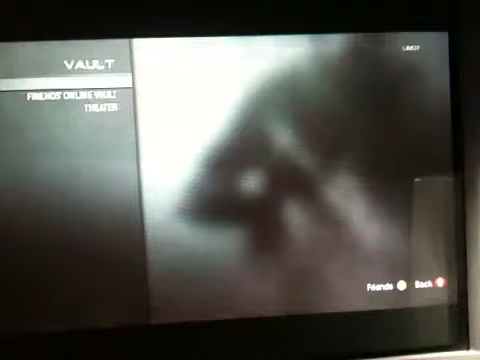 VAULT
FRIENDS' ONLINE VAULT
THEATER
Friends
Back